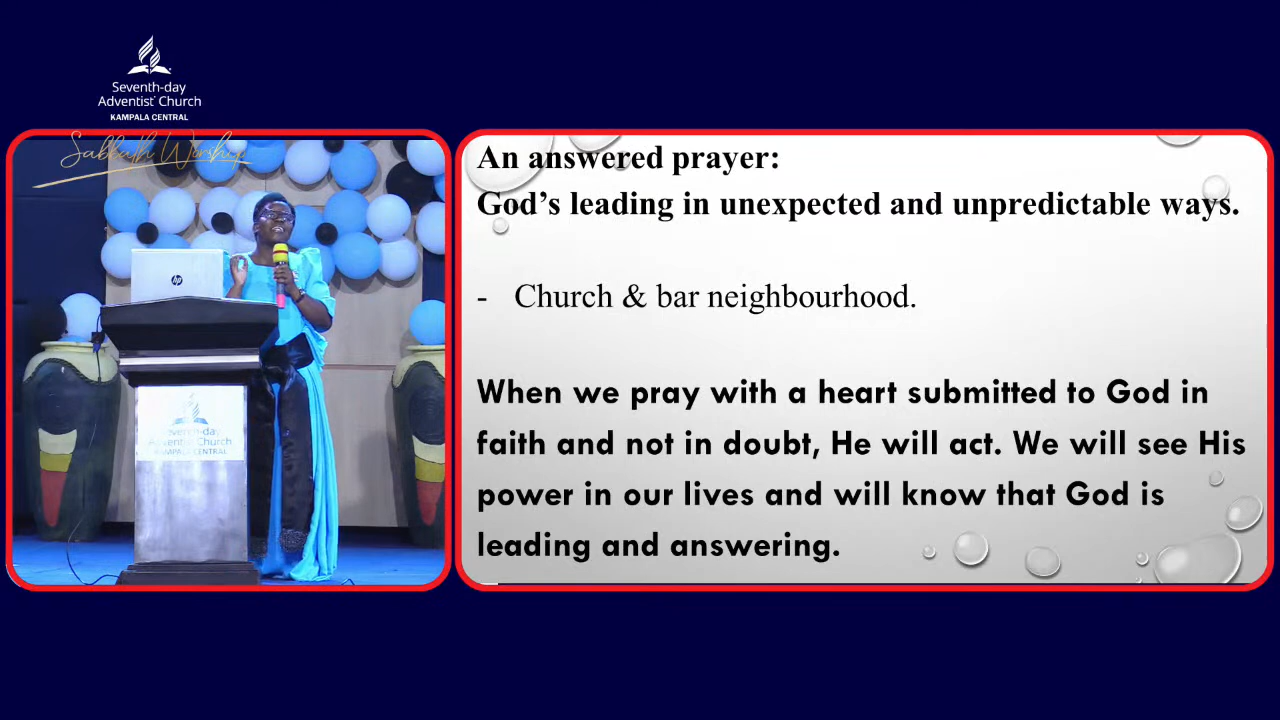 Seventh-day
Adventist Church
KAMPALA CENTRAL
Sabbath Worship
hp
Seventh-day
Adventist Church
KAMPALA CENTRAL
An answered prayer:
God's leading in unexpected and unpredictable ways.
- Church & bar neighbourhood.
When we pray with a heart submitted to God in
faith and not in doubt, He will act. We will see His
power in our lives and will know that God is
leading and answering.